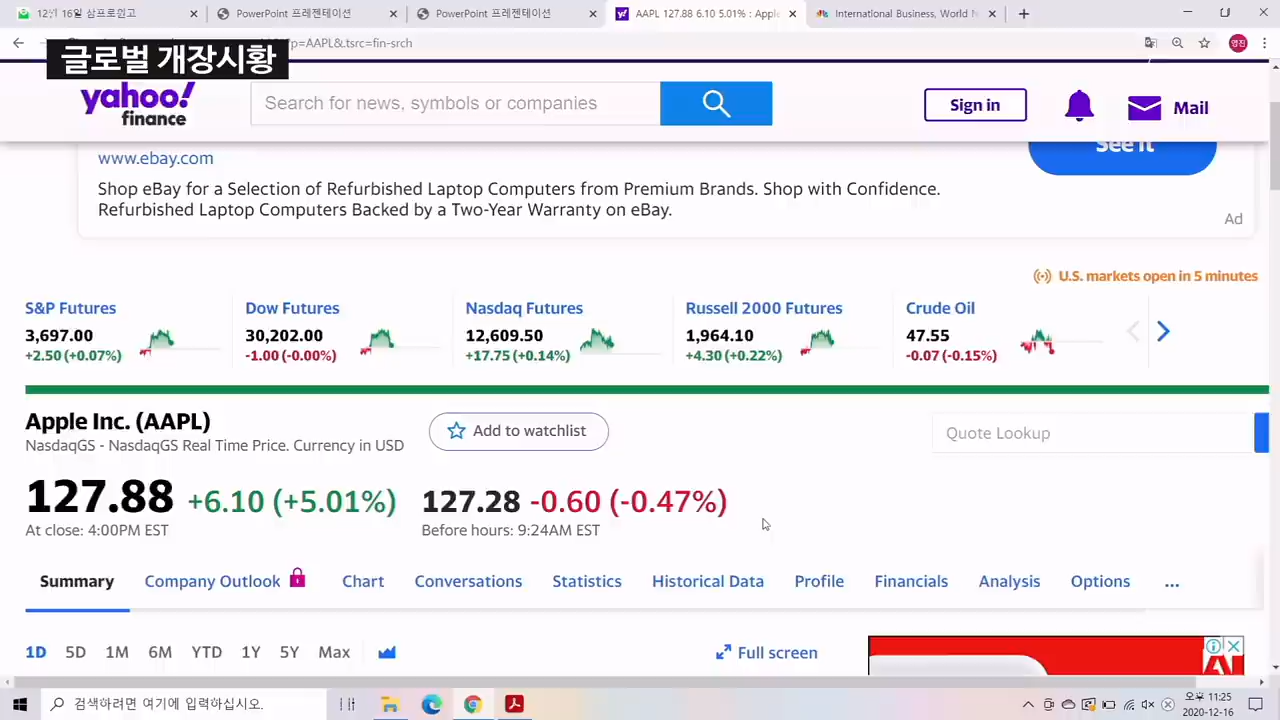 12월 16일 삼프로원고
PowerPoint 프레젠테이션
PowerPoint 프레젠테이션
AAPL 127.88 6.10 5.01% : Apple
International Business, World N
p=AAPL&.tsrc=fin-srch
영진
글로벌 개장시황
yahoo!
finance
Search for news, symbols or companies
Sign in
Mail
www.ebay.com
See it
Shop eBay for a Selection of Refurbished Laptop Computers from Premium Brands. Shop with Confidence.
Refurbished Laptop Computers Backed by a Two-Year Warranty on eBay.
Ad
U.S. markets open in 5 minutes
S&P Futures
3,697.00
+2.50 (+0.07%)
Dow Futures
30,202.00
-1.00 (-0.00%)
Nasdaq Futures
12,609.50
+17.75 (+0.14%)
Russell 2000 Futures
1,964.10
+4.30 (+0.22%)
Crude Oil
47.55
-0.07 (-0.15%)
Apple Inc. (AAPL)
NasdaqGS - NasdaqGS Real Time Price. Currency in USD
Add to watchlist
Quote Lookup
127.88 +6.10 (+5.01%)
At close: 4:00PM EST
127.28 -0.60 (-0.47%)
Before hours: 9:24AM EST
Summary Company Outlook Chart Conversations Statistics Historical Data Profile Financials Analysis Options ...
1D 5D 1M 6M YTD 1Y 5Y Max
Full screen
검색하려면 여기에 입력하십시오.
오후 11:25
2020-12-16